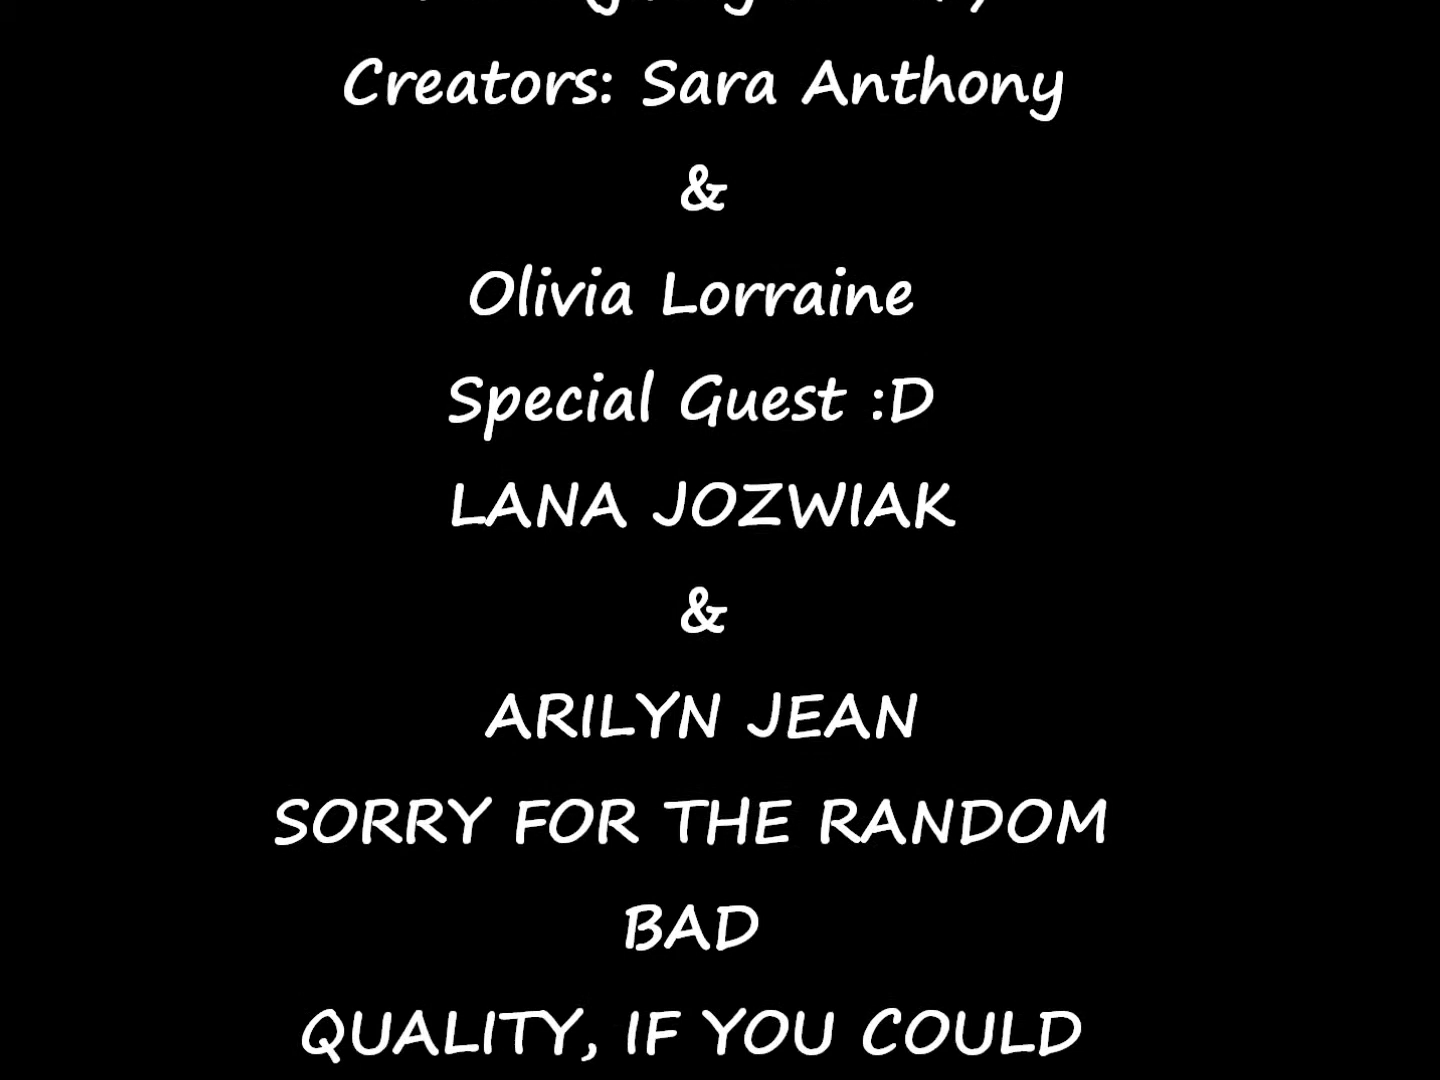 Creators: Sara Anthony
&
Olivia Lorraine
Special Guest :D
LANA JOZWIAK
&
ARILYN JEAN
SORRY FOR THE RANDOM
BAD
QUALITY, IF YOU COULD